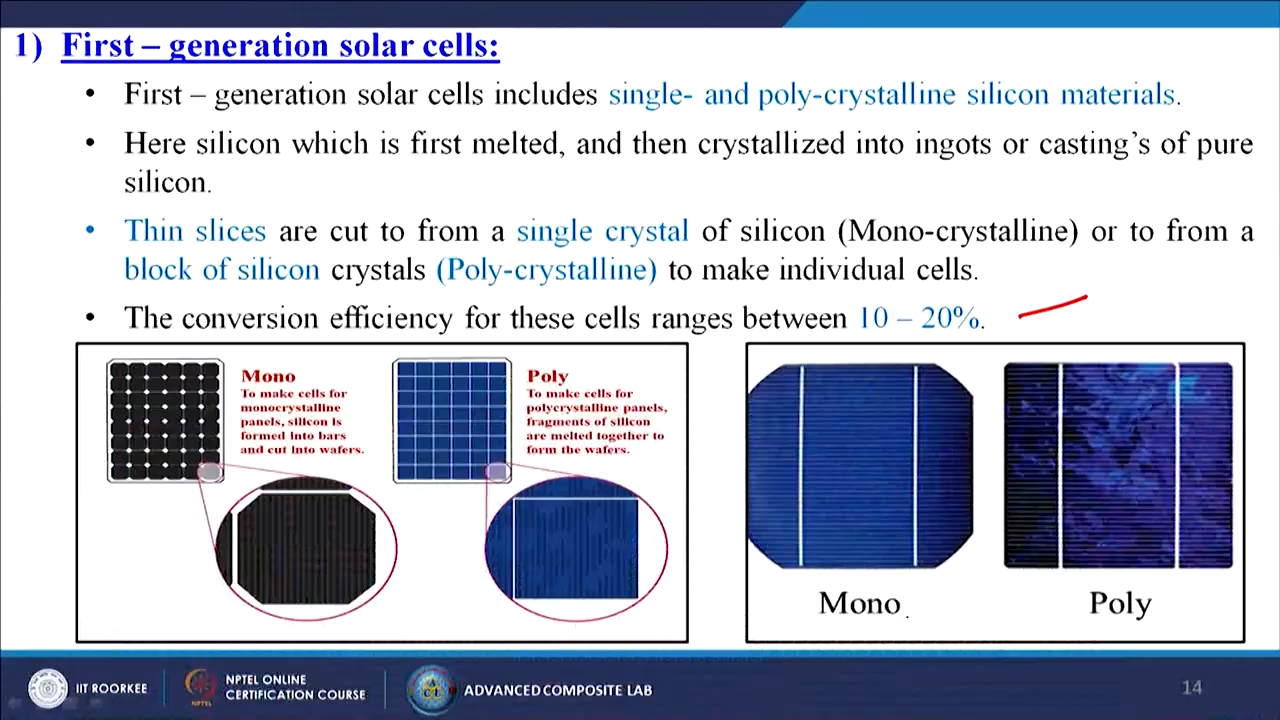 1) First – generation solar cells:
• First – generation solar cells includes single- and poly-crystalline silicon materials.
• Here silicon which is first melted, and then crystallized into ingots or casting’s of pure
silicon.
• Thin slices are cut to from a single crystal of silicon (Mono-crystalline) or to from a
block of silicon crystals (Poly-crystalline) to make individual cells.
• The conversion efficiency for these cells ranges between 10 – 20%.
Mono
To make cells for
monocrystalline
panels, silicon is
formed into bars
and cut into wafers.
Poly
To make cells for
polycrystalline panels,
fragments of silicon
are melted together to
form the wafers.
Mono
Poly
IIT ROORKEE
NPTEL
NPTEL ONLINE
CERTIFICATION COURSE
ADVANCED COMPOSITE LAB
14